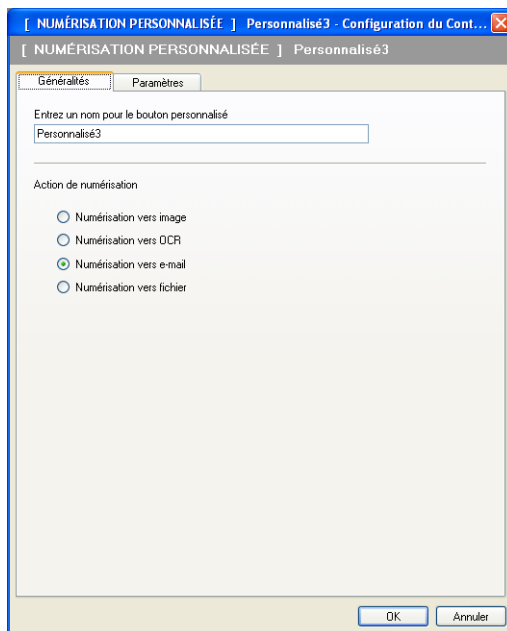 [ NUMÉRISATION PERSONNALISÉE ] Personnalisé3 - Configuration du Cont...
[ NUMÉRISATION PERSONNALISÉE ] Personnalisé3
Généralités Paramètres
Entrez un nom pour le bouton personnalisé
Personnalisé3
Action de numérisation
Numérisation vers image
Numérisation vers OCR
Numérisation vers e-mail
Numérisation vers fichier
OK Annuler